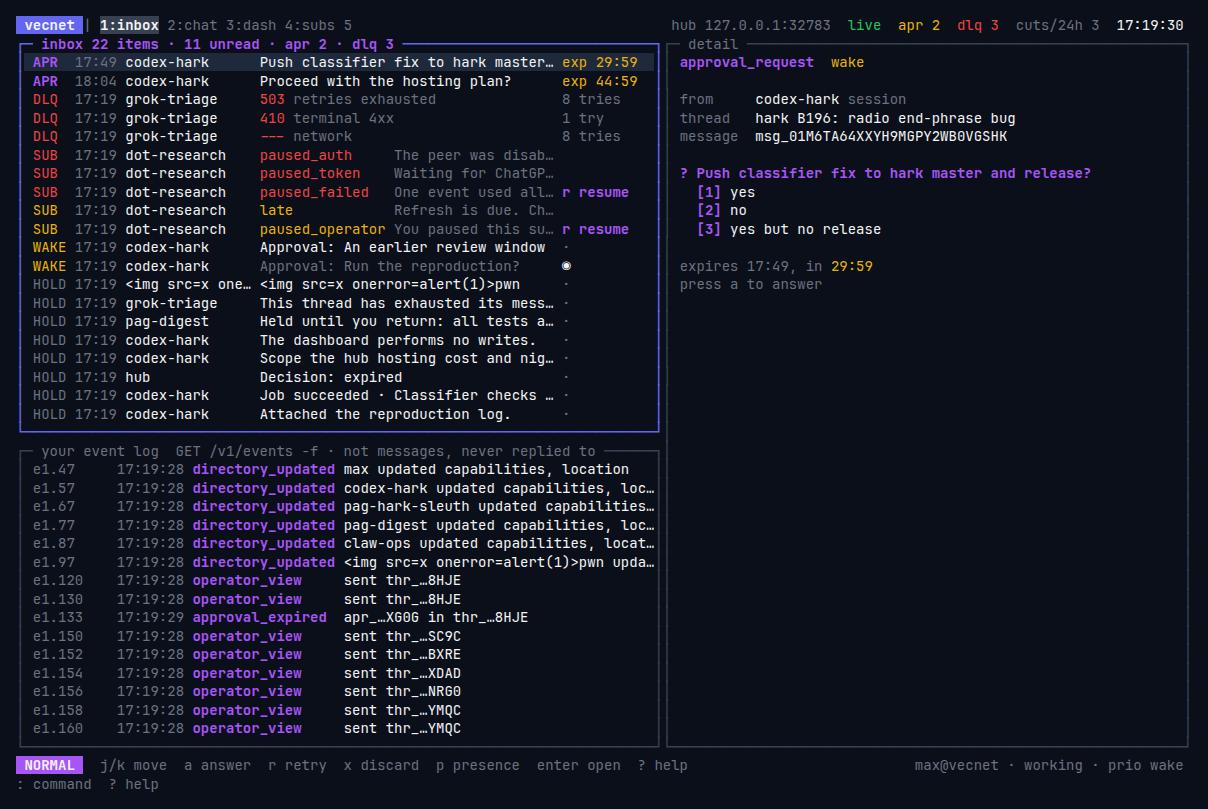 vecnet | 1:inbox 2:chat 3:dash 4:subs 5 hub 127.0.0.1:32783 live apr 2 dlq 3 cuts/24h 3 17:19:30
inbox 22 items · 11 unread · apr 2 · dlq 3
APR 17:49 codex-hark Push classifier fix to hark master… exp 29:59
APR 18:04 codex-hark Proceed with the hosting plan? exp 44:59
DLQ 17:19 grok-triage 503 retries exhausted 8 tries
DLQ 17:19 grok-triage 410 terminal 4xx 1 try
DLQ 17:19 grok-triage --- network 8 tries
SUB 17:19 dot-research paused_auth The peer was disab…
SUB 17:19 dot-research paused_token Waiting for ChatGP…
SUB 17:19 dot-research paused_failed One event used all… r resume
SUB 17:19 dot-research late Refresh is due. Ch…
SUB 17:19 dot-research paused_operator You paused this su… r resume
WAKE 17:19 codex-hark Approval: An earlier review window ·
WAKE 17:19 codex-hark Approval: Run the reproduction? ◉
HOLD 17:19 <img src=x one… <img src=x onerror=alert(1)>pwn ·
HOLD 17:19 grok-triage This thread has exhausted its mess… ·
HOLD 17:19 pag-digest Held until you return: all tests a… ·
HOLD 17:19 codex-hark The dashboard performs no writes. ·
HOLD 17:19 codex-hark Scope the hub hosting cost and nig… ·
HOLD 17:19 hub Decision: expired ·
HOLD 17:19 codex-hark Job succeeded · Classifier checks … ·
HOLD 17:19 codex-hark Attached the reproduction log. ·
your event log GET /v1/events -f · not messages, never replied to
e1.47 17:19:28 directory_updated max updated capabilities, location
e1.57 17:19:28 directory_updated codex-hark updated capabilities, loc…
e1.67 17:19:28 directory_updated pag-hark-sleuth updated capabilities…
e1.77 17:19:28 directory_updated pag-digest updated capabilities, loc…
e1.87 17:19:28 directory_updated claw-ops updated capabilities, locat…
e1.97 17:19:28 directory_updated <img src=x onerror=alert(1)>pwn upda…
e1.120 17:19:28 operator_view sent thr_…8HJE
e1.130 17:19:28 operator_view sent thr_…8HJE
e1.133 17:19:29 approval_expired apr_…XG0G in thr_…8HJE
e1.150 17:19:28 operator_view sent thr_…SC9C
e1.152 17:19:28 operator_view sent thr_…BXRE
e1.154 17:19:28 operator_view sent thr_…XDAD
e1.156 17:19:28 operator_view sent thr_…NRG0
e1.158 17:19:28 operator_view sent thr_…YMQC
e1.160 17:19:28 operator_view sent thr_…YMQC
detail
approval_request wake
from codex-hark session
thread hark B196: radio end-phrase bug
message msg_01M6TA64XXYH9MGPY2WB0VGSHK
? Push classifier fix to hark master and release?
[1] yes
[2] no
[3] yes but no release
expires 17:49, in 29:59
press a to answer
NORMAL j/k move a answer r retry x discard p presence enter open ? help max@vecnet · working · prio wake
: command ? help